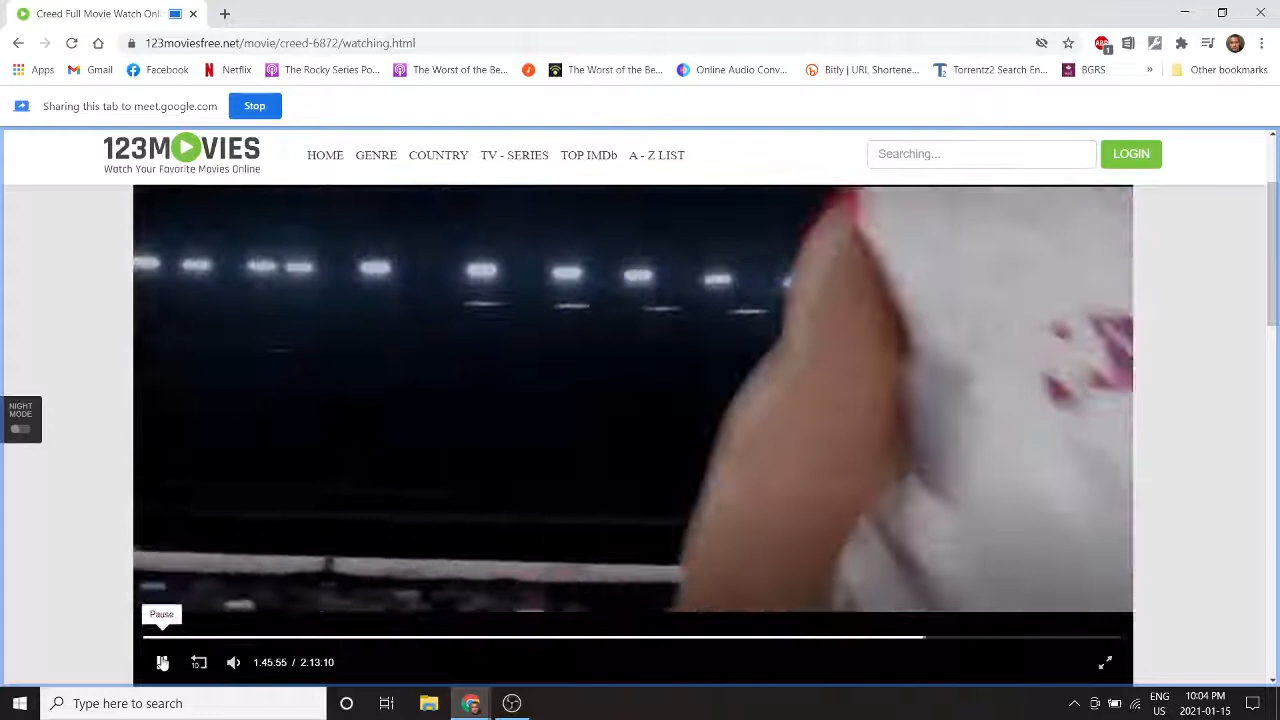 Creed Full Movie Watch Onl
123moviesfree.net/movie/creed-6872/watching.html
Apps
Gmail
Facebook
Netflix
The Rocky Series P...
The Worst of the Be...
The Worst of the Be...
Online Audio Conv...
Bitly | URL Shortene...
Torrentz2 Search En...
BGRS
»
Other bookmarks
Sharing this tab to meet.google.com
Stop
123MOVIES
Watch Your Favorite Movies Online
HOME
GENRE
COUNTRY
TV - SERIES
TOP IMDb
A - Z LIST
Searching...
LOGIN
NIGHT
MODE
Pause
10
1:45:55 / 2.13.10
Type here to search
ENG
US
10:04 PM
2021-01-15